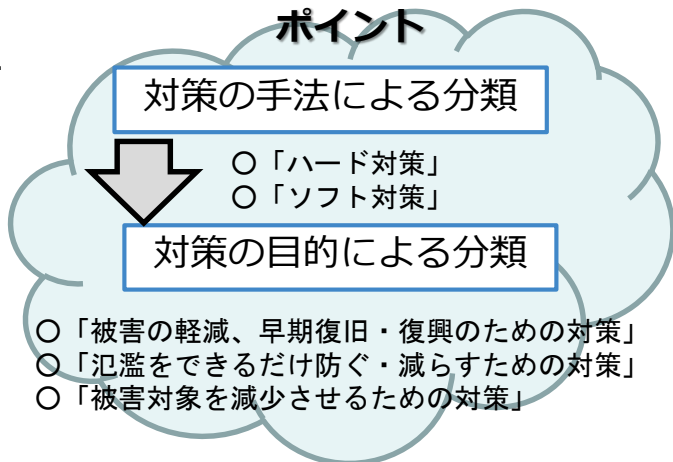 ポイント
対策の手法による分類
○「ハード対策」
○「ソフト対策」
対策の目的による分類
○「被害の軽減、早期復旧・復興のための対策」
○「氾濫をできるだけ防ぐ・減らすための対策」
○「被害対象を減少させるための対策」